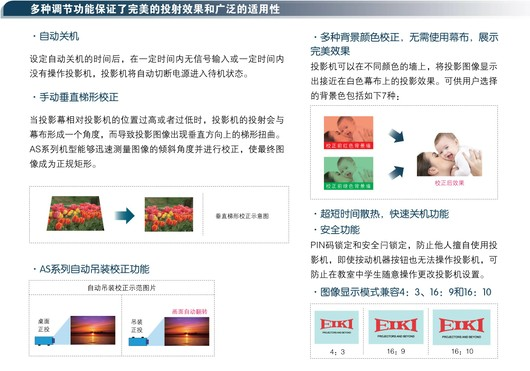 多种调节功能保证了完美的投射效果和广泛的适用性
· 自动关机
设定自动关机的时间后，在一定时间内无信号输入或一定时间内
没有操作投影机，投影机将自动切断电源进入待机状态。
· 手动垂直梯形校正
当投影幕相对投影机的位置过高或者过低时，投影机的投射会与
幕布形成一个角度，而导致投影图像出现垂直方向上的梯形扭曲。
AS系列机型能够迅速测量图像的倾斜角度并进行校正，使最终图
像成为正规矩形。
垂直梯形校正示意图
· AS系列自动吊装校正功能
自动吊装校正示范图片
桌面
正投
画面自动翻转
吊装
正投
· 多种背景颜色校正，无需使用幕布，展示
完美效果
投影机可以在不同颜色的墙上，将投影图像显示
出接近在白色幕布上的投影效果。可供用户选择
的背景色包括如下7种：
校正前红色背景墙
校正前绿色背景墙
校正后效果
· 超短时间散热，快速关机功能
· 安全功能
PIN码锁定和安全闩锁定，防止他人擅自使用投
影机，即使按动机器按钮也无法操作投影机，可
防止在教室中学生随意操作更改投影机设置。
· 图像显示模式兼容4：3、16：9和16：10
EIKI
PROJECTORS AND BEYOND
4：3
EIKI
PROJECTORS AND BEYOND
16：9
EIKI
PROJECTORS AND BEYOND
16：10